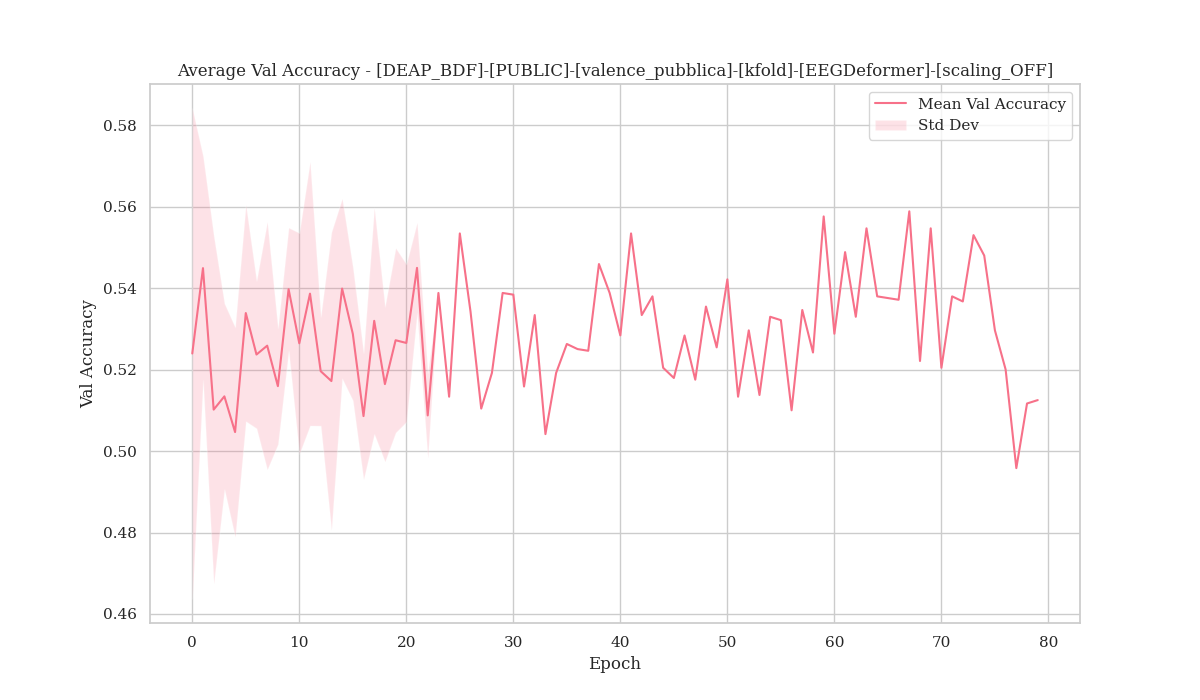 Average Val Accuracy - [DEAP_BDF]-[PUBLIC]-[valence_pubblica]-[kfold]-[EEGDeformer]-[scaling_OFF]
Mean Val Accuracy
Std Dev
0.58
0.56
0.54
0.52
0.50
0.48
0.46
Val Accuracy
0 10 20 30 40 50 60 70 80
Epoch